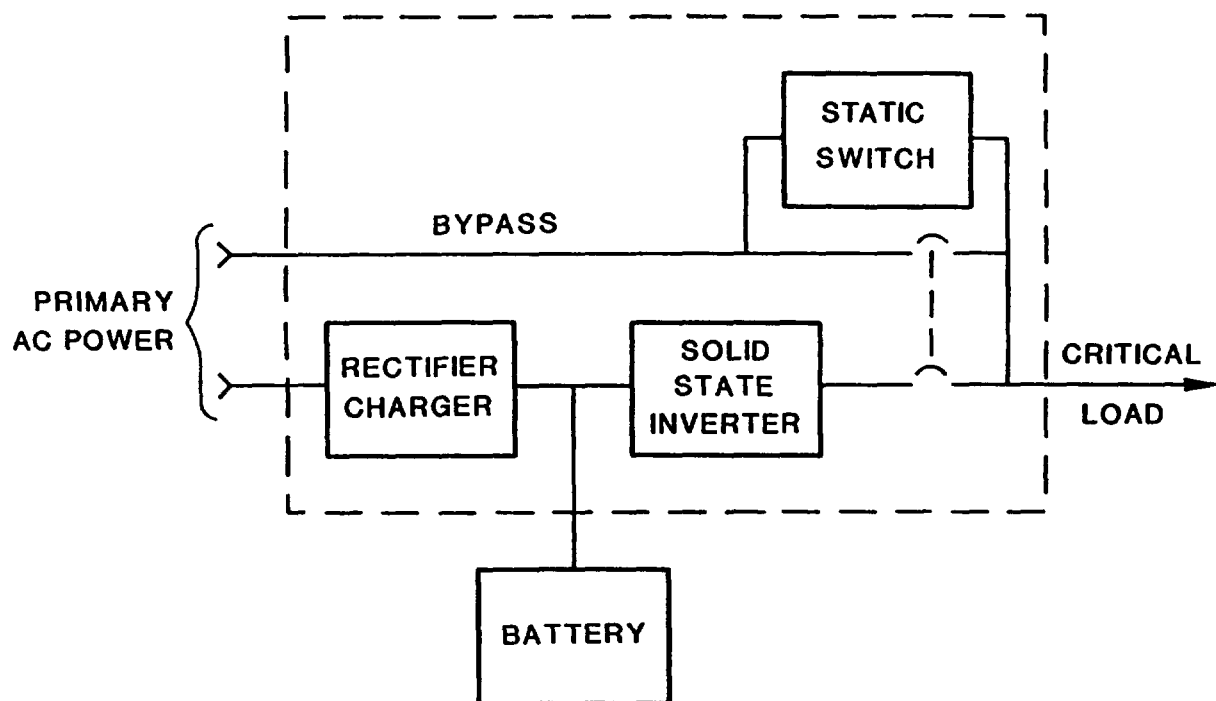 STATIC
SWITCH
BYPASS
PRIMARY
AC POWER
RECTIFIER
CHARGER
SOLID
STATE
INVERTER
CRITICAL
LOAD
BATTERY